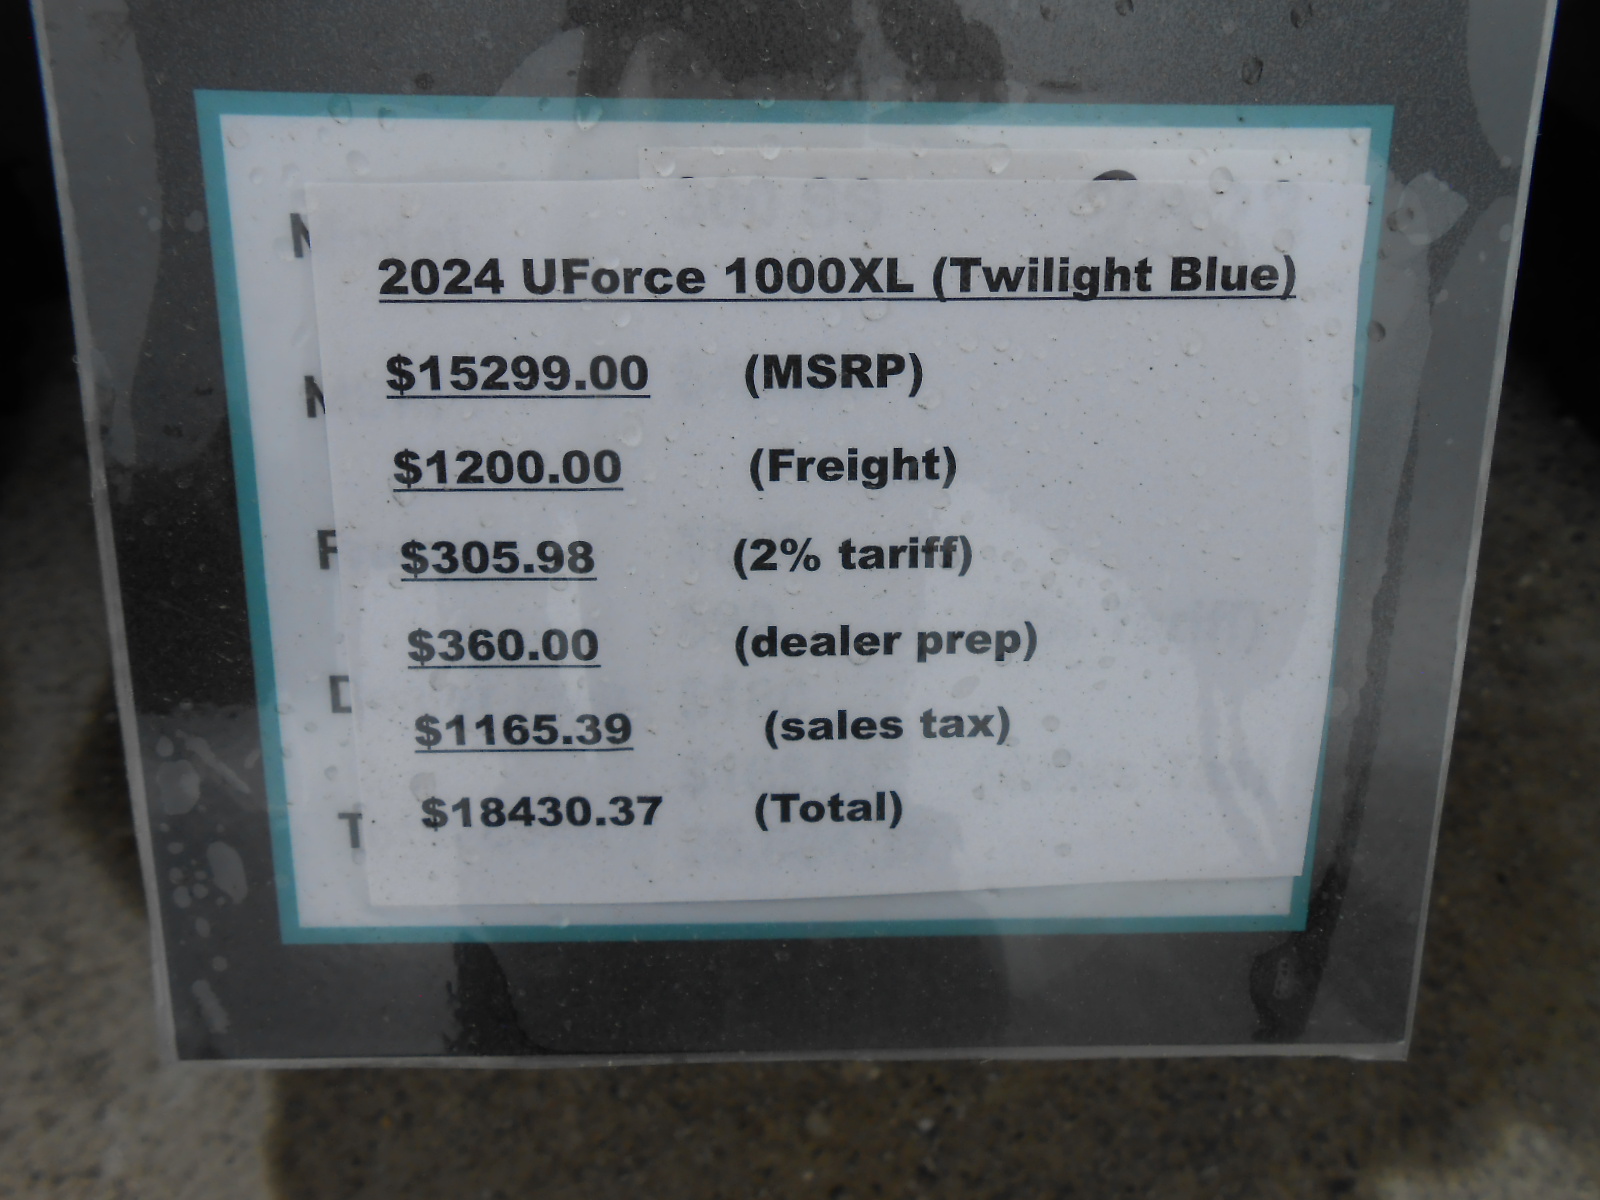 2024 UForce 1000XL (Twilight Blue)
$15299.00 (MSRP)
$1200.00 (Freight)
$305.98 (2% tariff)
$360.00 (dealer prep)
$1165.39 (sales tax)
$18430.37 (Total)